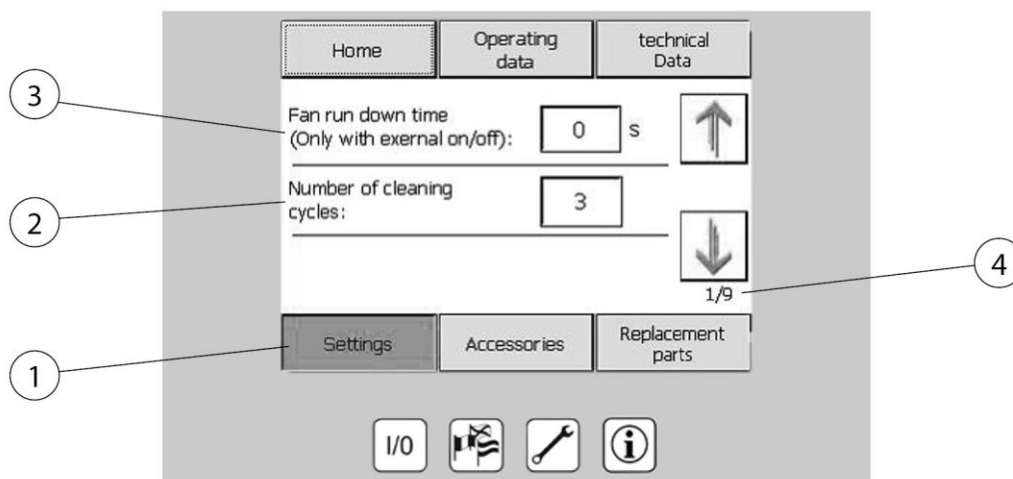 Home
Operating
data
technical
Data
3
Fan run down time
(Only with exernal on/off):
0
s
Number of cleaning
cycles:
3
2
4
1/9
Settings
Accessories
Replacement
parts
1
I/0
i